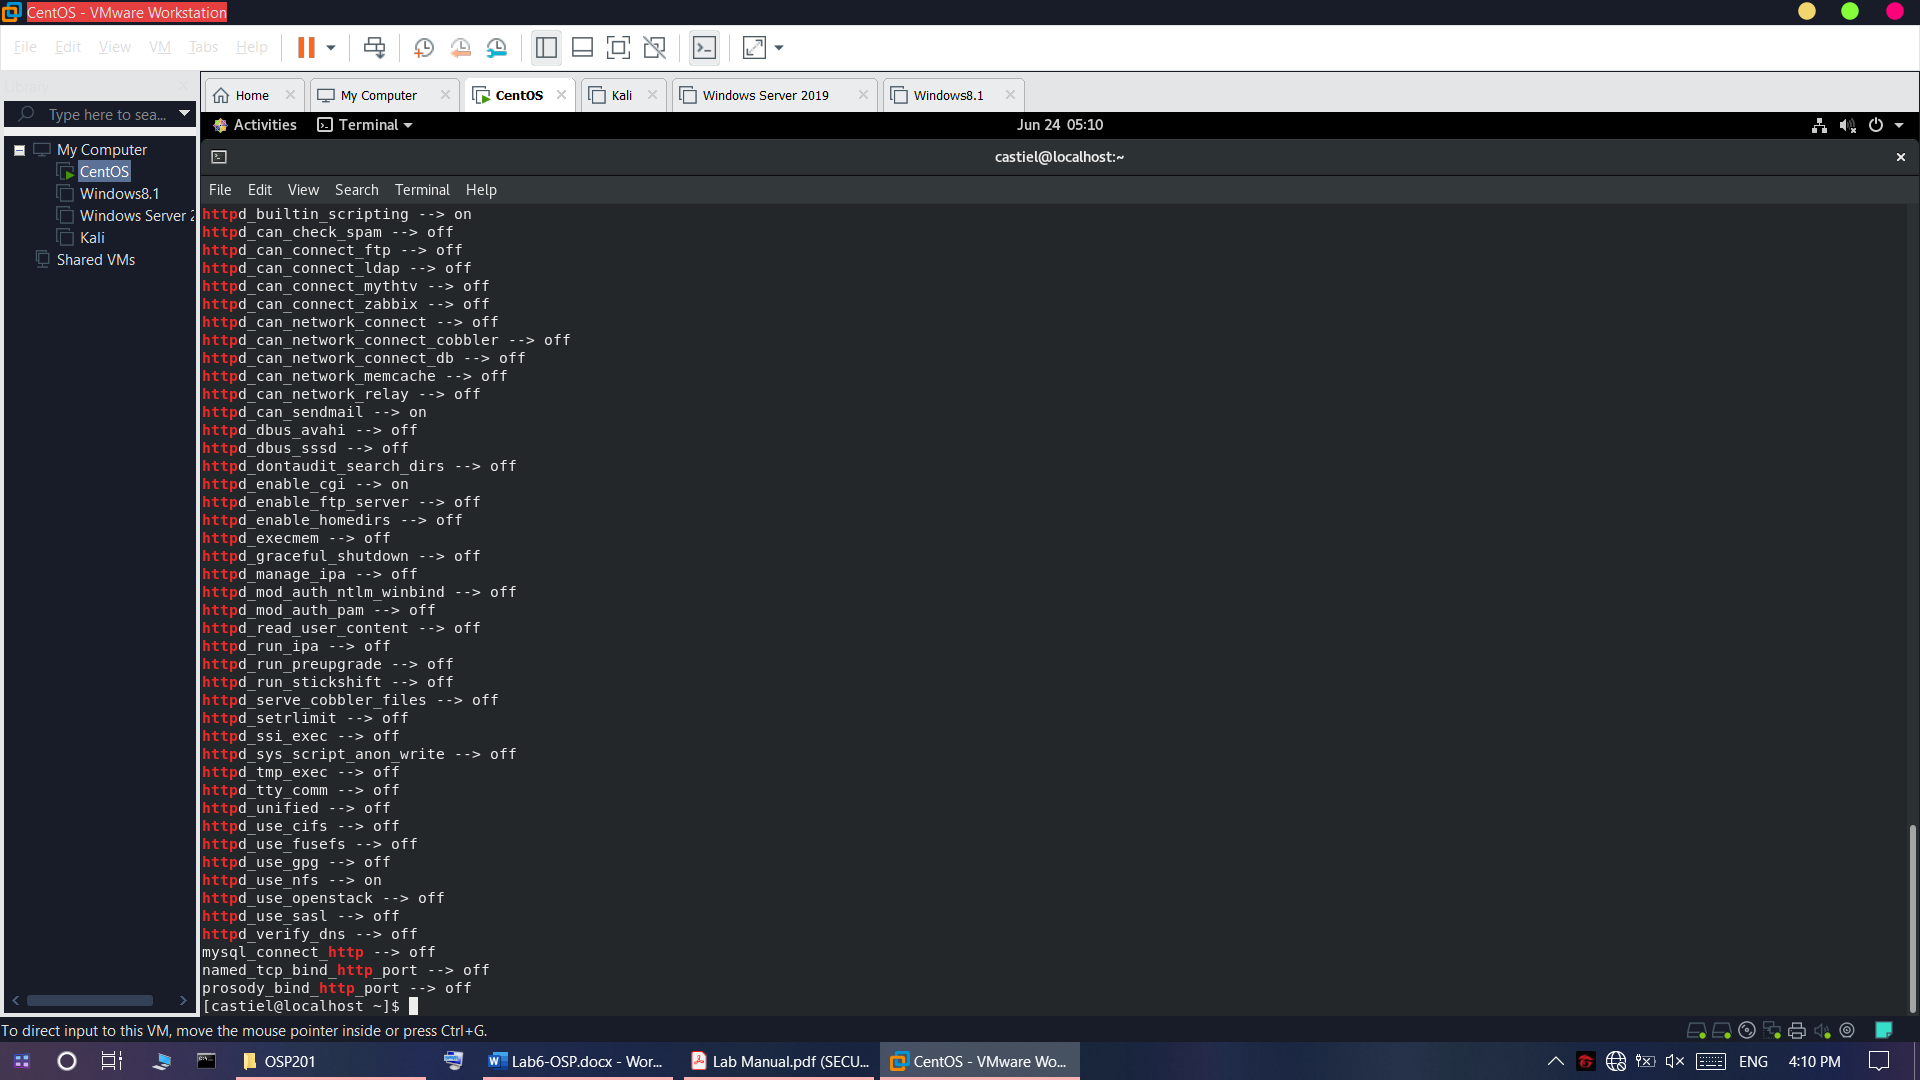 CentOS - VMware Workstation
File Edit View VM Tabs Help
Library
Type here to sea...
My Computer
CentOS
Windows8.1
Windows Server 2
Kali
Shared VMs
Home
My Computer
CentOS
Kali
Windows Server 2019
Windows8.1
Activities
Terminal
Jun 24 05:10
castiel@localhost:~
File Edit View Search Terminal Help
httpd_builtin_scripting --> on
httpd_can_check_spam --> off
httpd_can_connect_ftp --> off
httpd_can_connect_ldap --> off
httpd_can_connect_mythtv --> off
httpd_can_connect_zabbix --> off
httpd_can_network_connect --> off
httpd_can_network_connect_cobbler --> off
httpd_can_network_connect_db --> off
httpd_can_network_memcache --> off
httpd_can_network_relay --> off
httpd_can_sendmail --> on
httpd_dbus_avahi --> off
httpd_dbus_sssd --> off
httpd_dontaudit_search_dirs --> off
httpd_enable_cgi --> on
httpd_enable_ftp_server --> off
httpd_enable_homedirs --> off
httpd_execmem --> off
httpd_graceful_shutdown --> off
httpd_manage_ipa --> off
httpd_mod_auth_ntlm_winbind --> off
httpd_mod_auth_pam --> off
httpd_read_user_content --> off
httpd_run_ipa --> off
httpd_run_preupgrade --> off
httpd_run_stickshift --> off
httpd_serve_cobbler_files --> off
httpd_setrlimit --> off
httpd_ssi_exec --> off
httpd_sys_script_anon_write --> off
httpd_tmp_exec --> off
httpd_tty_comm --> off
httpd_unified --> off
httpd_use_cifs --> off
httpd_use_fusefs --> off
httpd_use_gpg --> off
httpd_use_nfs --> on
httpd_use_openstack --> off
httpd_use_sasl --> off
httpd_verify_dns --> off
mysql_connect_http --> off
named_tcp_bind_http_port --> off
prosody_bind_http_port --> off
[castiel@localhost ~]$
To direct input to this VM, move the mouse pointer inside or press Ctrl+G.
OSP201
Lab6-OSP.docx - Wor...
Lab Manual.pdf (SECU...
CentOS - VMware Wo...
ENG
4:10 PM